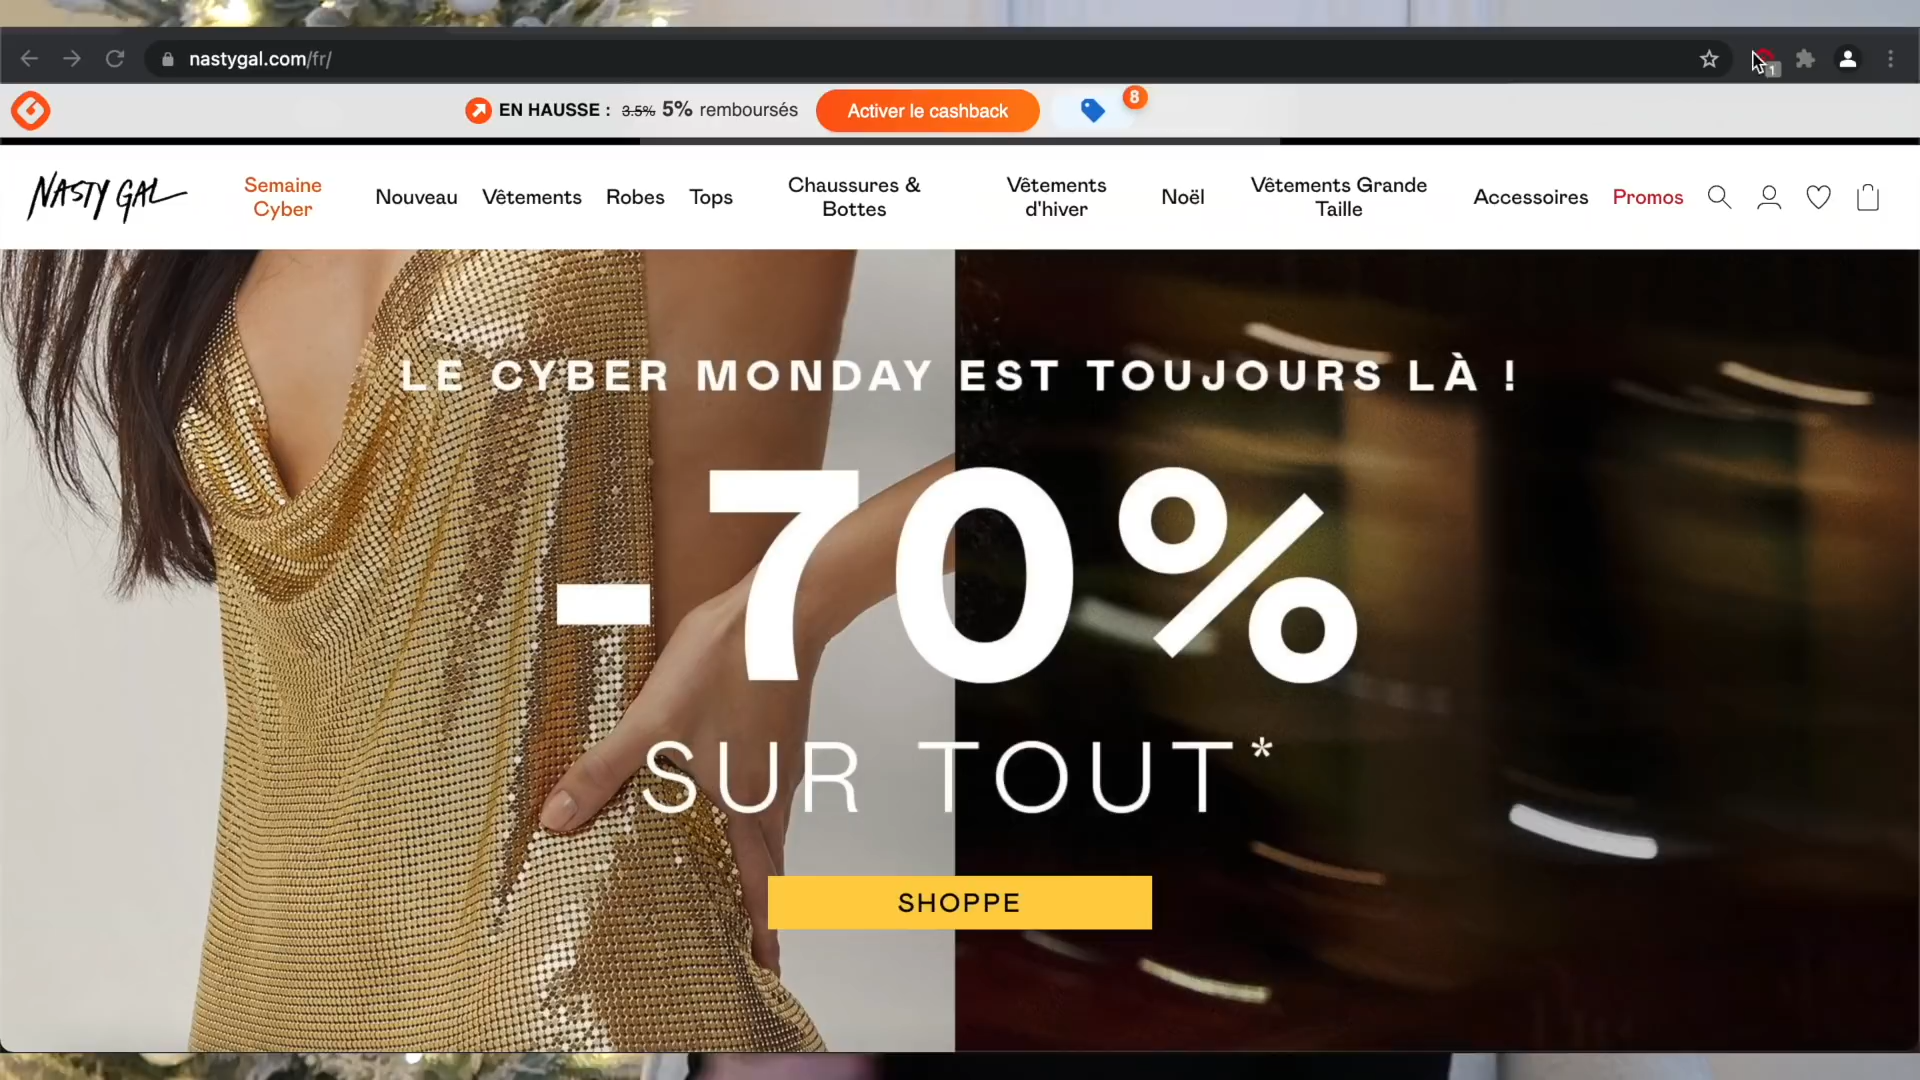 nastygal.com/fr/
1
EN HAUSSE : 3.5% 5% remboursés
Activer le cashback
8
NASTY GAL
Semaine
Cyber
Nouveau
Vêtements
Robes
Tops
Chaussures &
Bottes
Vêtements
d'hiver
Noël
Vêtements Grande
Taille
Accessoires
Promos
LE CYBER MONDAY EST TOUJOURS LÀ !
-70%
SUR TOUT*
SHOPPE